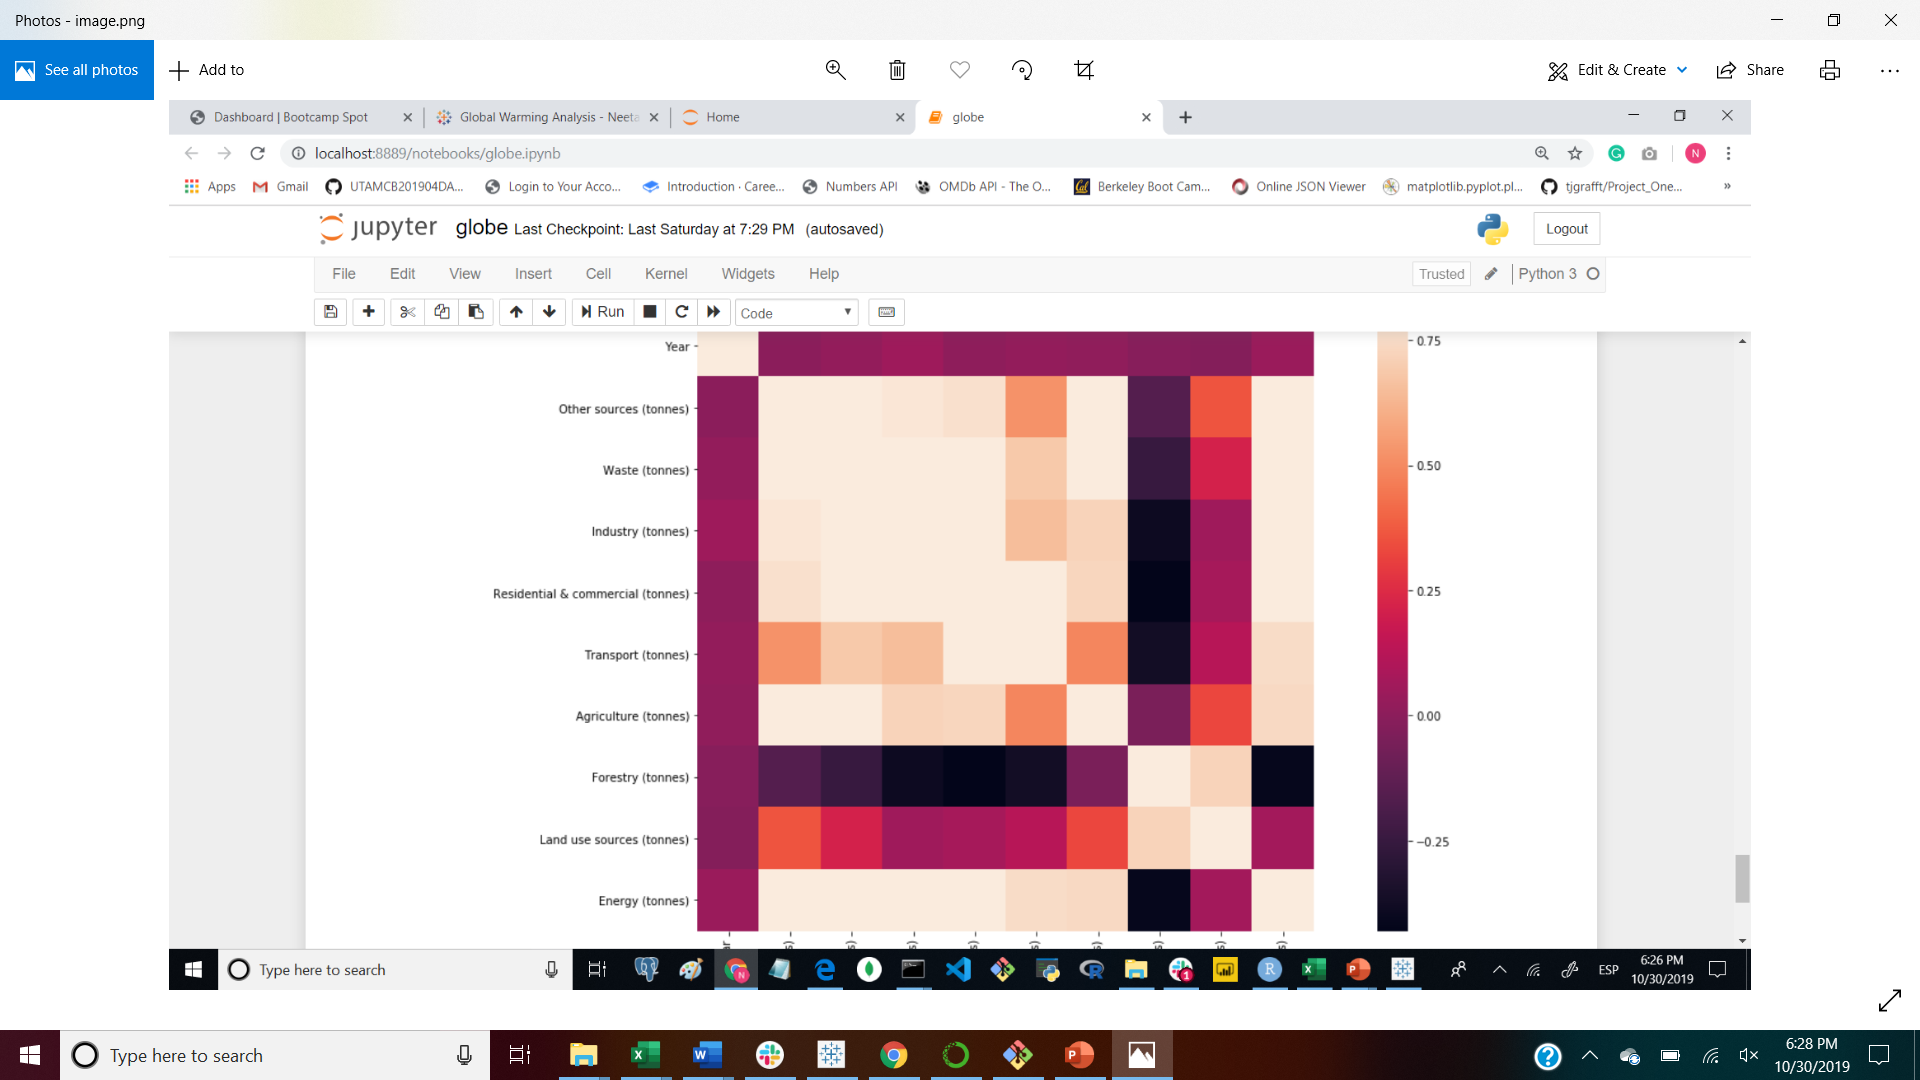 Photos - image.png
See all photos
Add to
Edit & Create
Share
Dashboard | Bootcamp Spot
Global Warming Analysis - Neeta
Home
globe
localhost:8889/notebooks/globe.ipynb
N
Apps
Gmail
UTAMCB201904DA...
Login to Your Acco...
Introduction · Caree...
Numbers API
OMDb API - The O...
Berkeley Boot Cam...
Online JSON Viewer
matplotlib.pyplot.pl...
tjgrafft/Project_One...
jupyter globe Last Checkpoint: Last Saturday at 7:29 PM (autosaved)
Logout
File Edit View Insert Cell Kernel Widgets Help
Trusted
Python 3
Run
Code
Year
Other sources (tonnes)
Waste (tonnes)
Industry (tonnes)
Residential & commercial (tonnes)
Transport (tonnes)
Agriculture (tonnes)
Forestry (tonnes)
Land use sources (tonnes)
Energy (tonnes)
0.75
0.50
0.25
0.00
−0.25
Type here to search
ESP
6:26 PM
10/30/2019
Type here to search
6:28 PM
10/30/2019